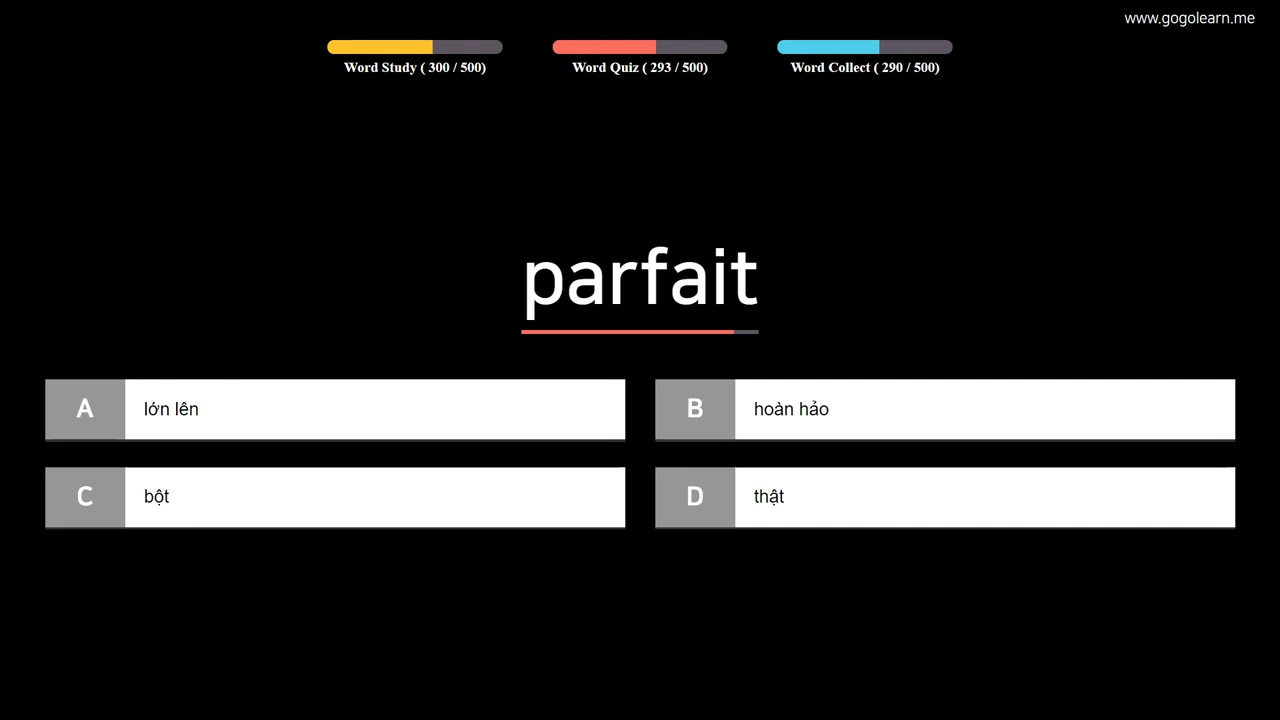 www.gogolearn.me
Word Study ( 300 / 500)
Word Quiz ( 293 / 500)
Word Collect ( 290 / 500)
parfait
A lớn lên
B hoàn hảo
C bột
D thật